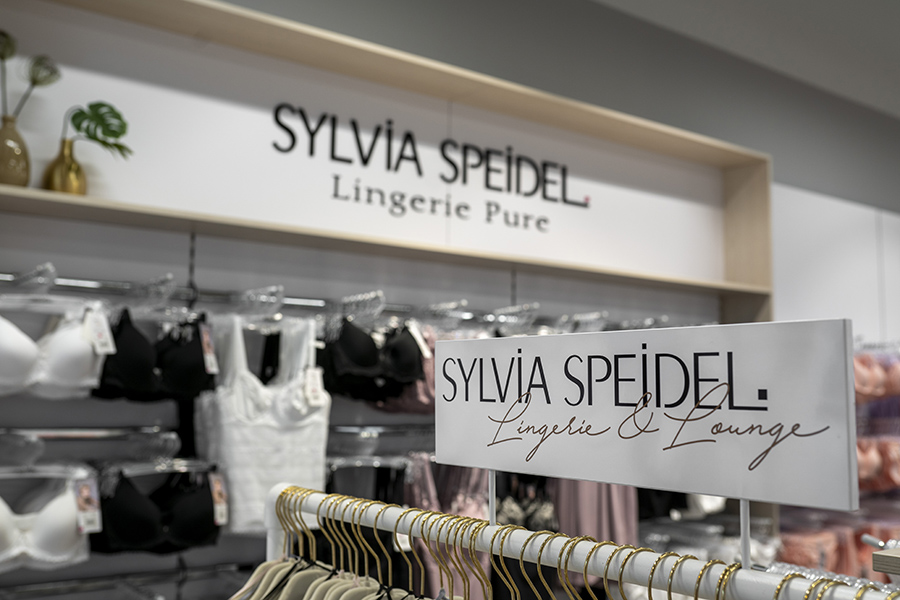 SYLViA SPEiDEL.
Lingerie Pure
SYLViA SPEiDEL.
Lingerie & Lounge